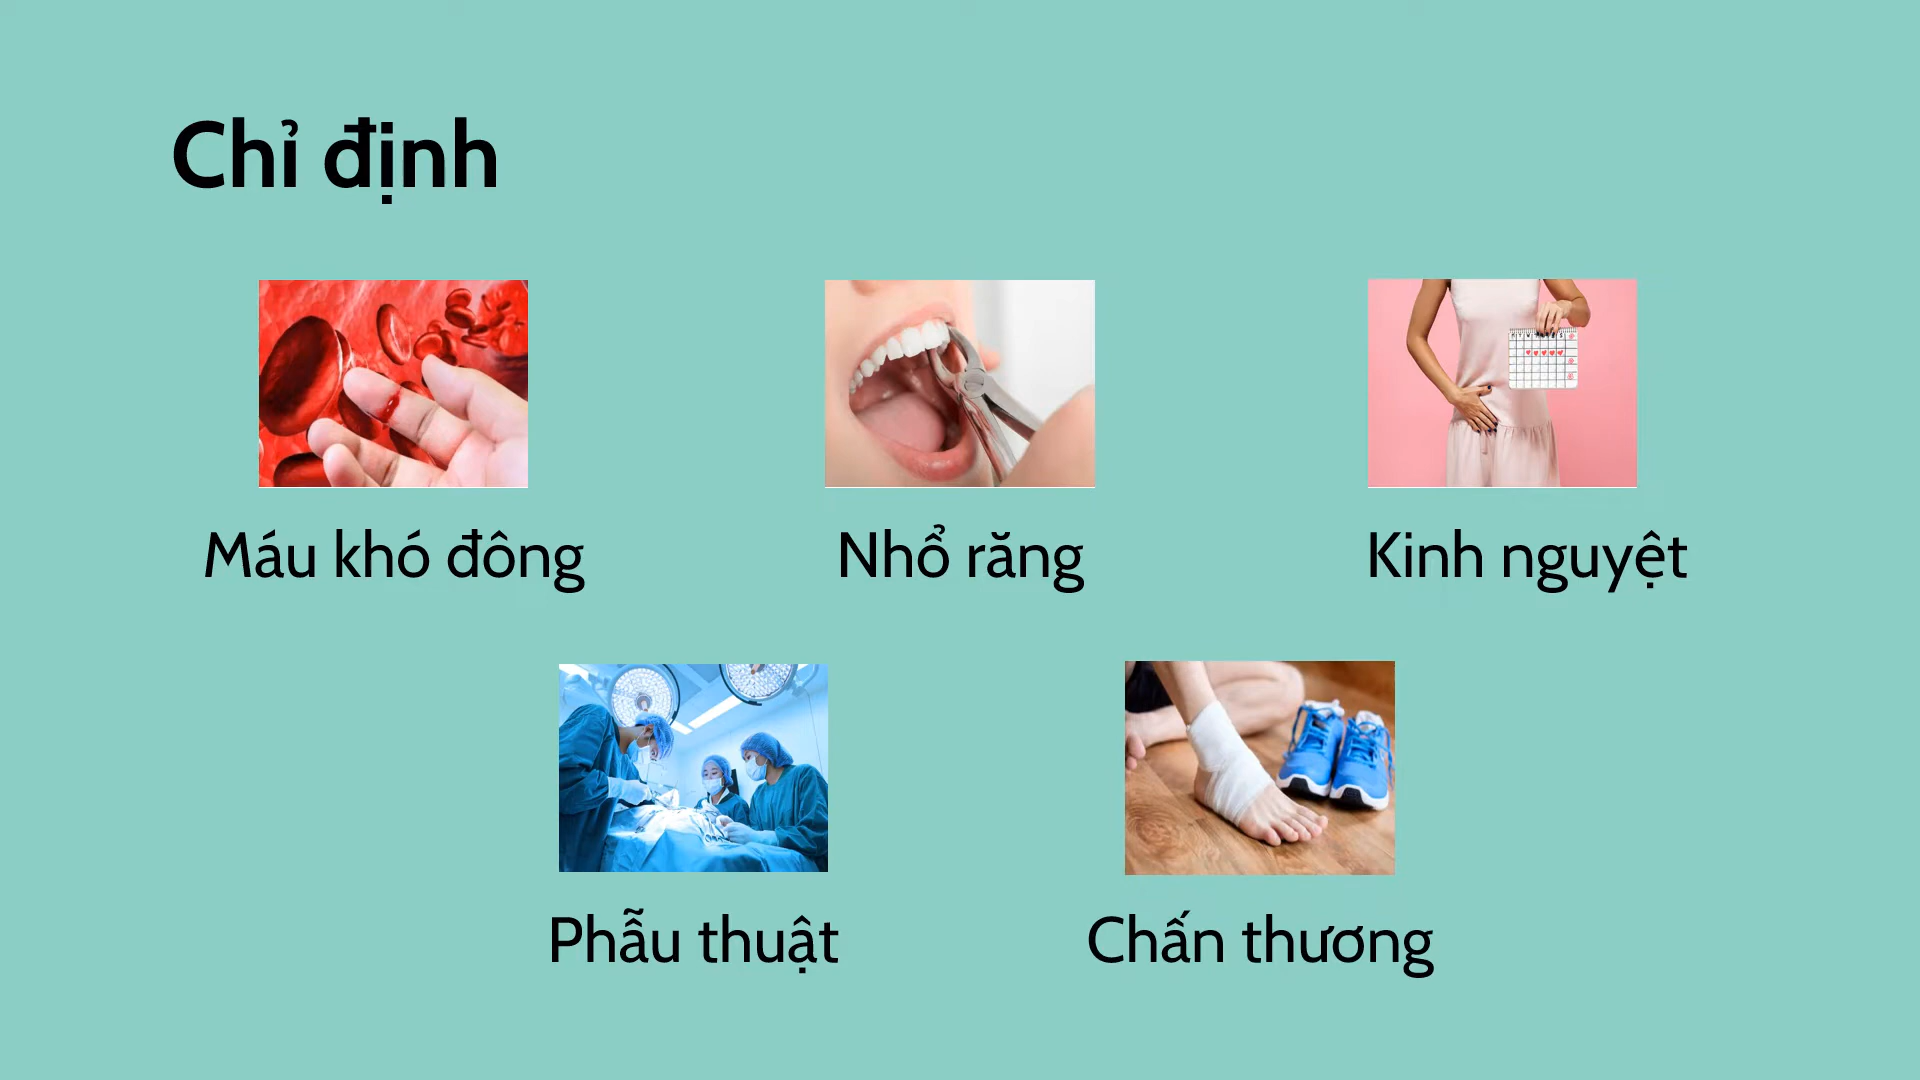 Chỉ định
Máu khó đông
Nhổ răng
Kinh nguyệt
Phẫu thuật
Chấn thương